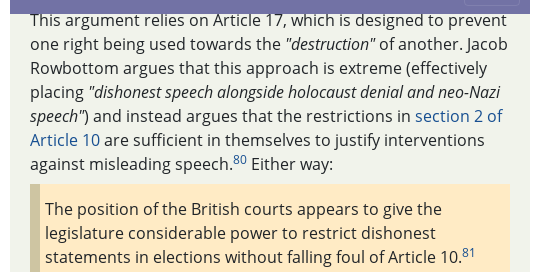 This argument relies on Article 17, which is designed to prevent
one right being used towards the "destruction" of another. Jacob
Rowbottom argues that this approach is extreme (effectively
placing "dishonest speech alongside holocaust denial and neo-Nazi
speech") and instead argues that the restrictions in section 2 of
Article 10 are sufficient in themselves to justify interventions
against misleading speech.80 Either way:
The position of the British courts appears to give the
legislature considerable power to restrict dishonest
statements in elections without falling foul of Article 10.81